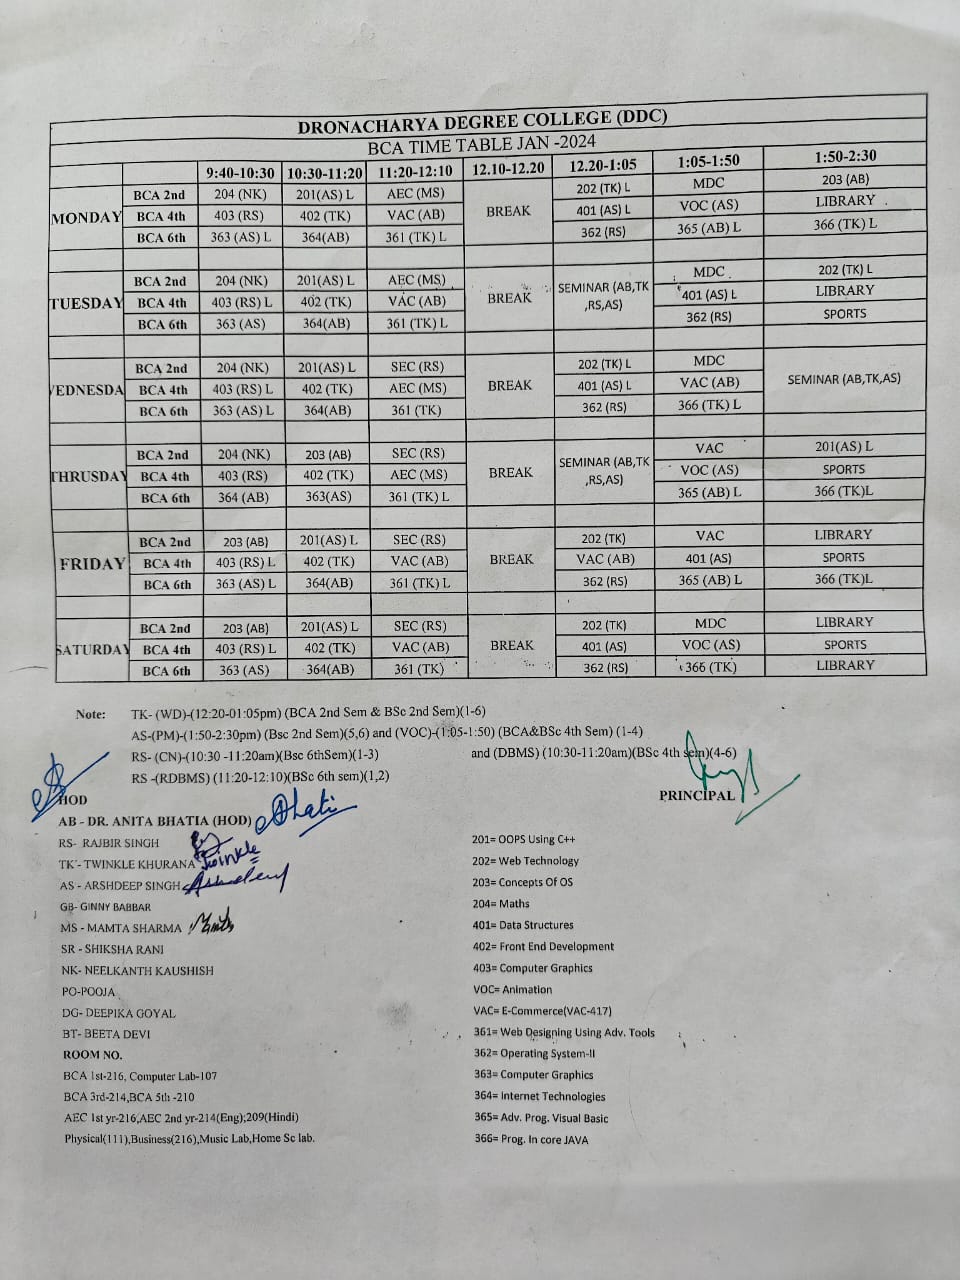 DRONACHARYA DEGREE COLLEGE (DDC)
BCA TIME TABLE JAN -2024
9:40-10:30 10:30-11:20 11:20-12:10 12.10-12.20 12.20-1:05 1:05-1:50 1:50-2:30
MONDAY BCA 2nd 204 (NK) 201(AS) L AEC (MS) BREAK 202 (TK) L MDC 203 (AB)
BCA 4th 403 (RS) 402 (TK) VAC (AB) 401 (AS) L VOC (AS) LIBRARY
BCA 6th 363 (AS) L 364(AB) 361 (TK) L 362 (RS) 365 (AB) L 366 (TK) L
TUESDAY BCA 2nd 204 (NK) 201(AS) L AEC (MS) BREAK SEMINAR (AB,TK ,RS,AS) MDC 202 (TK) L
BCA 4th 403 (RS) L 402 (TK) VAC (AB) 401 (AS) L LIBRARY
BCA 6th 363 (AS) 364(AB) 361 (TK) L 362 (RS) SPORTS
VEDNESDA BCA 2nd 204 (NK) 201(AS) L SEC (RS) BREAK 202 (TK) L MDC SEMINAR (AB,TK,AS)
BCA 4th 403 (RS) L 402 (TK) AEC (MS) 401 (AS) L VAC (AB)
BCA 6th 363 (AS) L 364(AB) 361 (TK) 362 (RS) 366 (TK) L
THRUSDAY BCA 2nd 204 (NK) 203 (AB) SEC (RS) BREAK SEMINAR (AB,TK ,RS,AS) VAC 201(AS) L
BCA 4th 403 (RS) 402 (TK) AEC (MS) VOC (AS) SPORTS
BCA 6th 364 (AB) 363(AS) 361 (TK) L 365 (AB) L 366 (TK)L
FRIDAY BCA 2nd 203 (AB) 201(AS) L SEC (RS) BREAK 202 (TK) VAC LIBRARY
BCA 4th 403 (RS) L 402 (TK) VAC (AB) VAC (AB) 401 (AS) SPORTS
BCA 6th 363 (AS) L 364(AB) 361 (TK) L 362 (RS) 365 (AB) L 366 (TK)L
SATURDAY BCA 2nd 203 (AB) 201(AS) L SEC (RS) BREAK 202 (TK) MDC LIBRARY
BCA 4th 403 (RS) L 402 (TK) VAC (AB) 401 (AS) VOC (AS) SPORTS
BCA 6th 363 (AS) 364(AB) 361 (TK) 362 (RS) 366 (TK) LIBRARY
Note: TK- (WD)-(12:20-01:05pm) (BCA 2nd Sem & BSc 2nd Sem)(1-6)
AS-(PM)-(1:50-2:30pm) (Bsc 2nd Sem)(5,6) and (VOC)-(1:05-1:50) (BCA&BSc 4th Sem) (1-4)
RS- (CN)-(10:30 -11:20am)(Bsc 6thSem)(1-3) and (DBMS) (10:30-11:20am)(BSc 4th sem)(4-6)
RS -(RDBMS) (11:20-12:10)(BSc 6th sem)(1,2)
HOD PRINCIPAL
AB - DR. ANITA BHATIA (HOD) Bhatia
RS- RAJBIR SINGH
TK - TWINKLE KHURANA Twinkle
AS - ARSHDEEP SINGH Arshdeep
GB- GINNY BABBAR
MS - MAMTA SHARMA Mamta
SR - SHIKSHA RANI
NK- NEELKANTH KAUSHISH
PO-POOJA
DG- DEEPIKA GOYAL
BT- BEETA DEVI
ROOM NO.
BCA 1st-216, Computer Lab-107
BCA 3rd-214,BCA 5th -210
AEC 1st yr-216,AEC 2nd yr-214(Eng);209(Hindi)
Physical(111),Business(216),Music Lab,Home Sc lab.
201= OOPS Using C++
202= Web Technology
203= Concepts Of OS
204= Maths
401= Data Structures
402= Front End Development
403= Computer Graphics
VOC= Animation
VAC= E-Commerce(VAC-417)
361= Web Designing Using Adv. Tools
362= Operating System-II
363= Computer Graphics
364= Internet Technologies
365= Adv. Prog. Visual Basic
366= Prog. In core JAVA